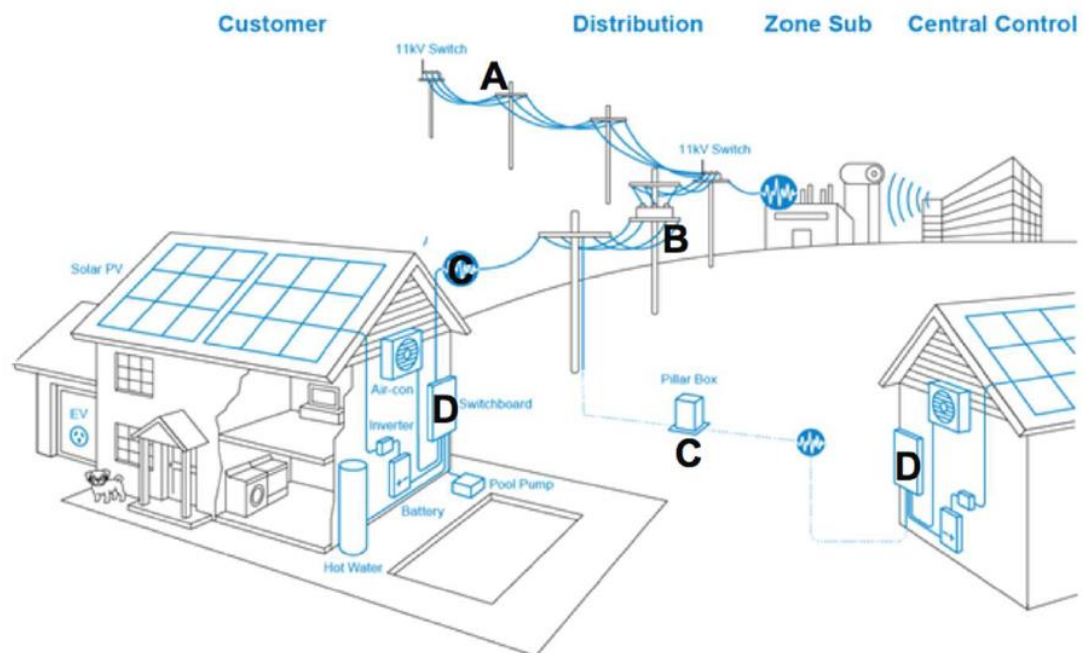 Customer
Distribution
Zone Sub
Central Control
11kV Switch
A
11kV Switch
B
Solar PV
C
Air-con
Pillar Box
EV
D
Switchboard
Inverter
C
D
Pool Pump
Battery
Hot Water